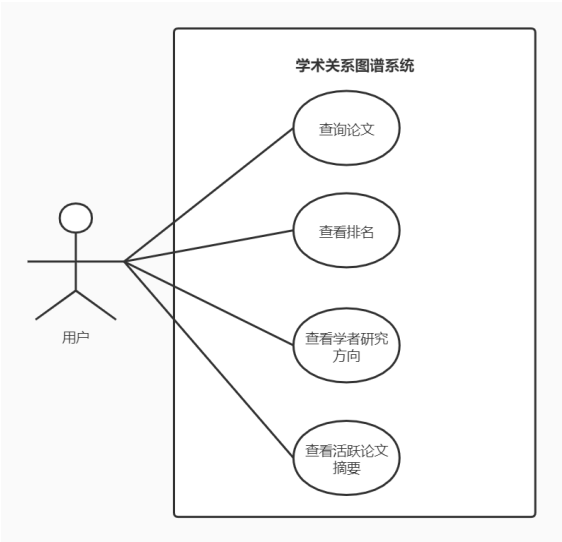 学术关系图谱系统
查询论文
查看排名
查看学者研究
方向
用户
查看活跃论文
摘要